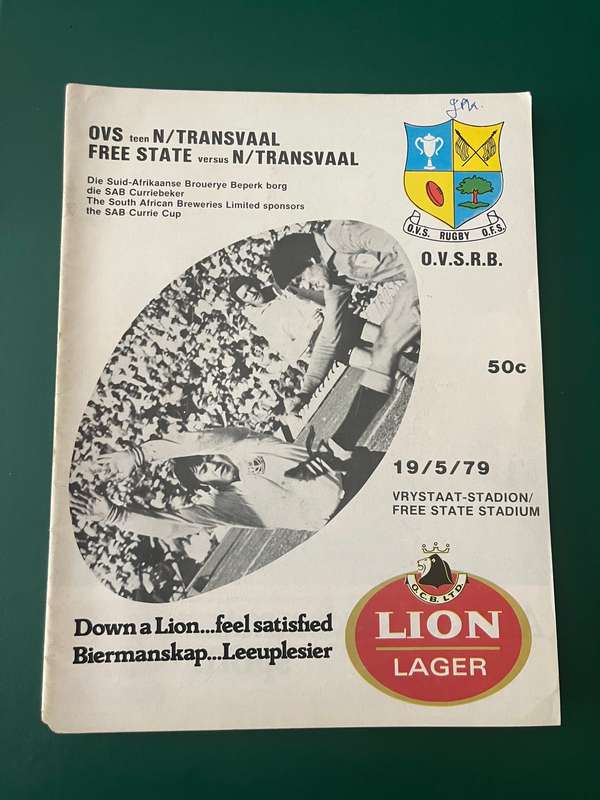 OVS teen N/TRANSVAAL
FREE STATE versus N/TRANSVAAL
Die Suid-Afrikaanse Brouerye Beperk borg
die SAB Curriebeker
The South African Breweries Limited sponsors
the SAB Currie Cup
O.V.S. RUGBY O.F.S.
O.V.S.R.B.
50c
19/5/79
VRYSTAAT-STADION/
FREE STATE STADIUM
Down a Lion...feel satisfied
Biermanskap...Leeuplesier
O.C.B. LTD.
LION
LAGER